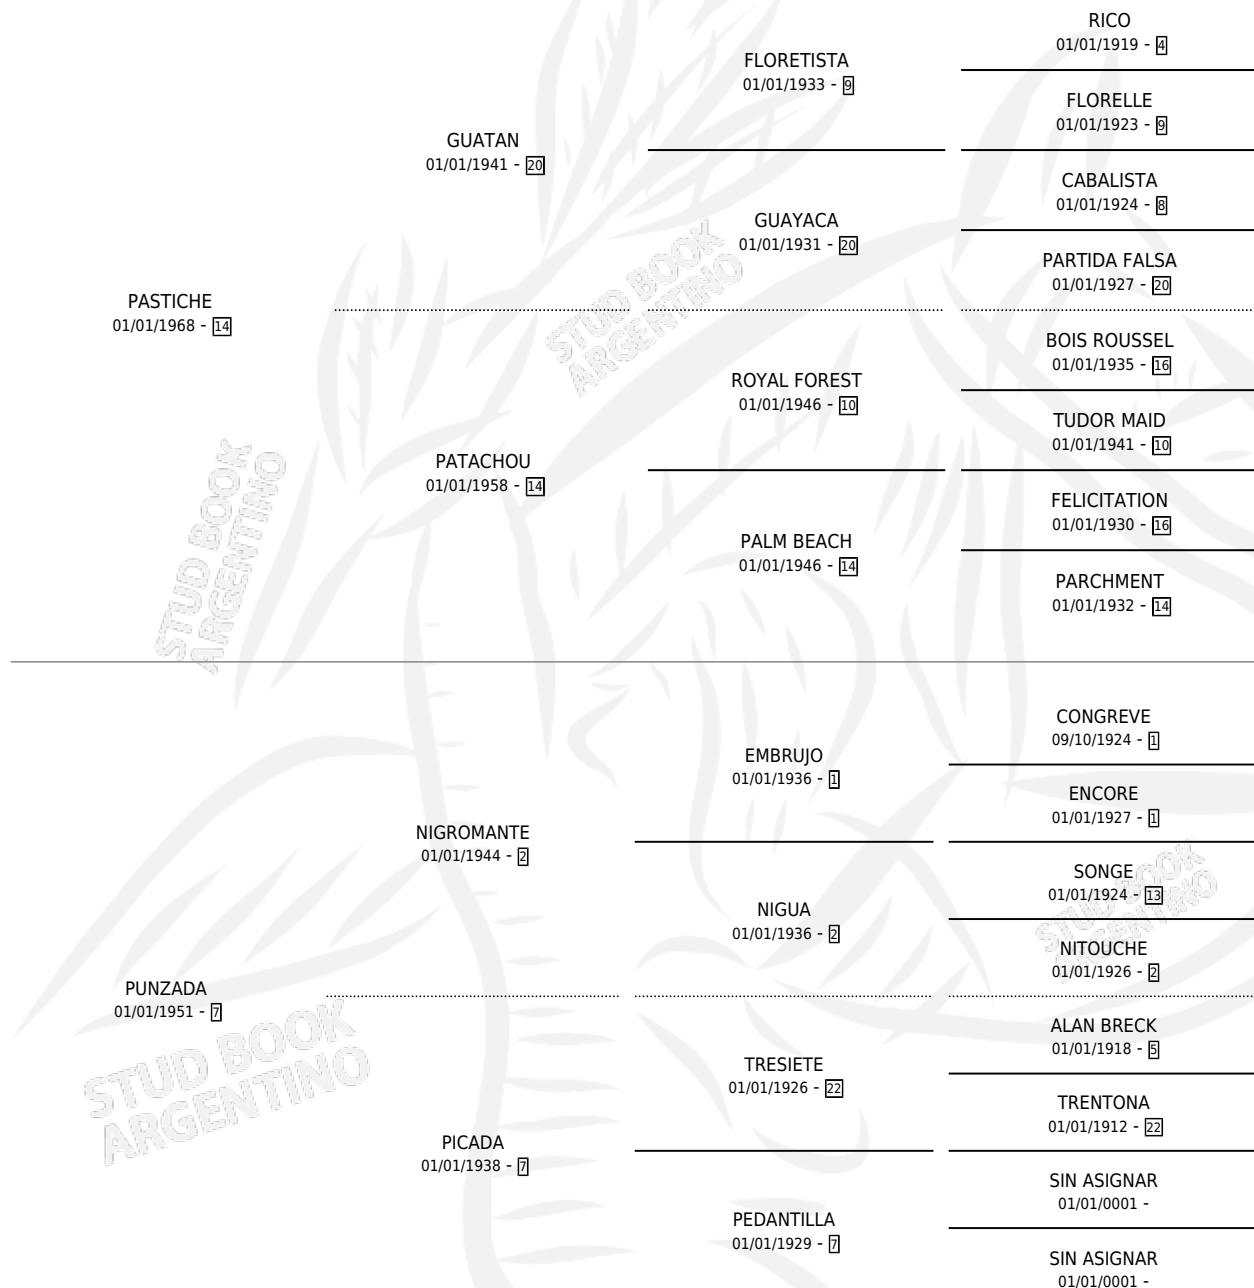 RICO
01/01/1919 - 4
FLORETISTA
01/01/1933 - 9
FLORELLE
01/01/1923 - 9
GUATAN
01/01/1941 - 20
CABALISTA
01/01/1924 - 8
GUAYACA
01/01/1931 - 20
PARTIDA FALSA
01/01/1927 - 20
PASTICHE
01/01/1968 - 14
STUD BOOK
ARGENTINO
BOIS ROUSSEL
01/01/1935 - 16
ROYAL FOREST
01/01/1946 - 10
TUDOR MAID
01/01/1941 - 10
PATACHOU
01/01/1958 - 14
FELICITATION
01/01/1930 - 16
PALM BEACH
01/01/1946 - 14
PARCHMENT
01/01/1932 - 14
STUD BOOK
ARGENTINO
CONGREVE
09/10/1924 - 1
EMBRUJO
01/01/1936 - 1
ENCORE
01/01/1927 - 1
NIGROMANTE
01/01/1944 - 2
SONGE
01/01/1924 - 13
STUD BOOK
ARGENTINO
NIGUA
01/01/1936 - 2
NITOUCHE
01/01/1926 - 2
PUNZADA
01/01/1951 - 7
STUD BOOK
ARGENTINO
ALAN BRECK
01/01/1918 - 5
TRESIETE
01/01/1926 - 22
TRENTONA
01/01/1912 - 22
PICADA
01/01/1938 - 7
SIN ASIGNAR
01/01/0001 -
PEDANTILLA
01/01/1929 - 7
SIN ASIGNAR
01/01/0001 -